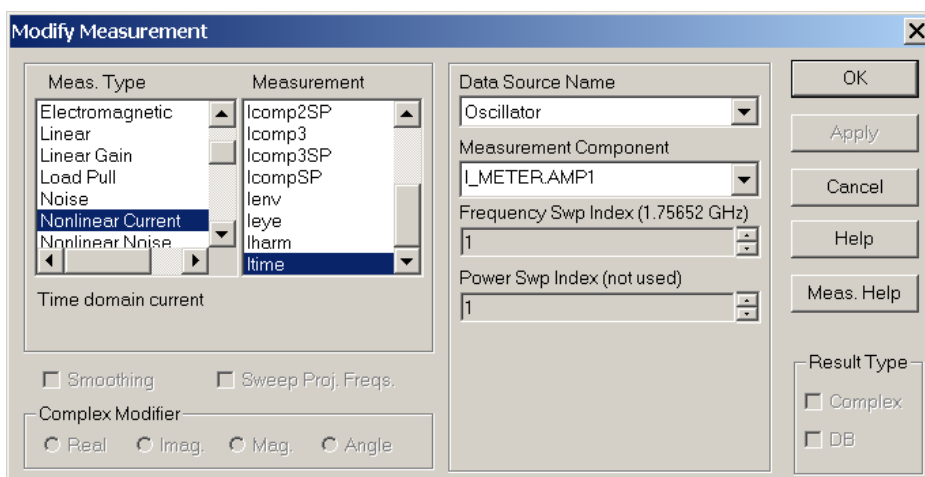 Modify Measurement
Meas. Type
Measurement
Electromagnetic
Linear
Linear Gain
Load Pull
Noise
Nonlinear Current
Nonlinear Noise
Icomp2SP
Icomp3
Icomp3SP
IcompSP
Ienv
Ieye
Iharm
Itime
Time domain current
Smoothing
Sweep Proj. Freqs.
Complex Modifier
Real
Imag.
Mag.
Angle
Data Source Name
Oscillator
Measurement Component
I_METER.AMP1
Frequency Swp Index (1.75652 GHz)
1
Power Swp Index (not used)
1
OK
Apply
Cancel
Help
Meas. Help
Result Type
Complex
DB